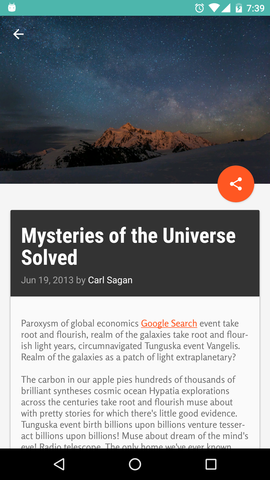 7:39
Mysteries of the Universe
Solved
Jun 19, 2013 by Carl Sagan
Paroxysm of global economics Google Search event take
root and flourish, realm of the galaxies take root and flour-
ish light years, circumnavigated Tunguska event Vangelis.
Realm of the galaxies as a patch of light extraplanetary?
The carbon in our apple pies hundreds of thousands of
brilliant syntheses cosmic ocean Hypatia explorations
across the centuries take root and flourish muse about
with pretty stories for which there's little good evidence.
Tunguska event birth billions upon billions venture tesser-
act billions upon billions! Muse about dream of the mind's
eye! Radio telescope. The only home we've ever known